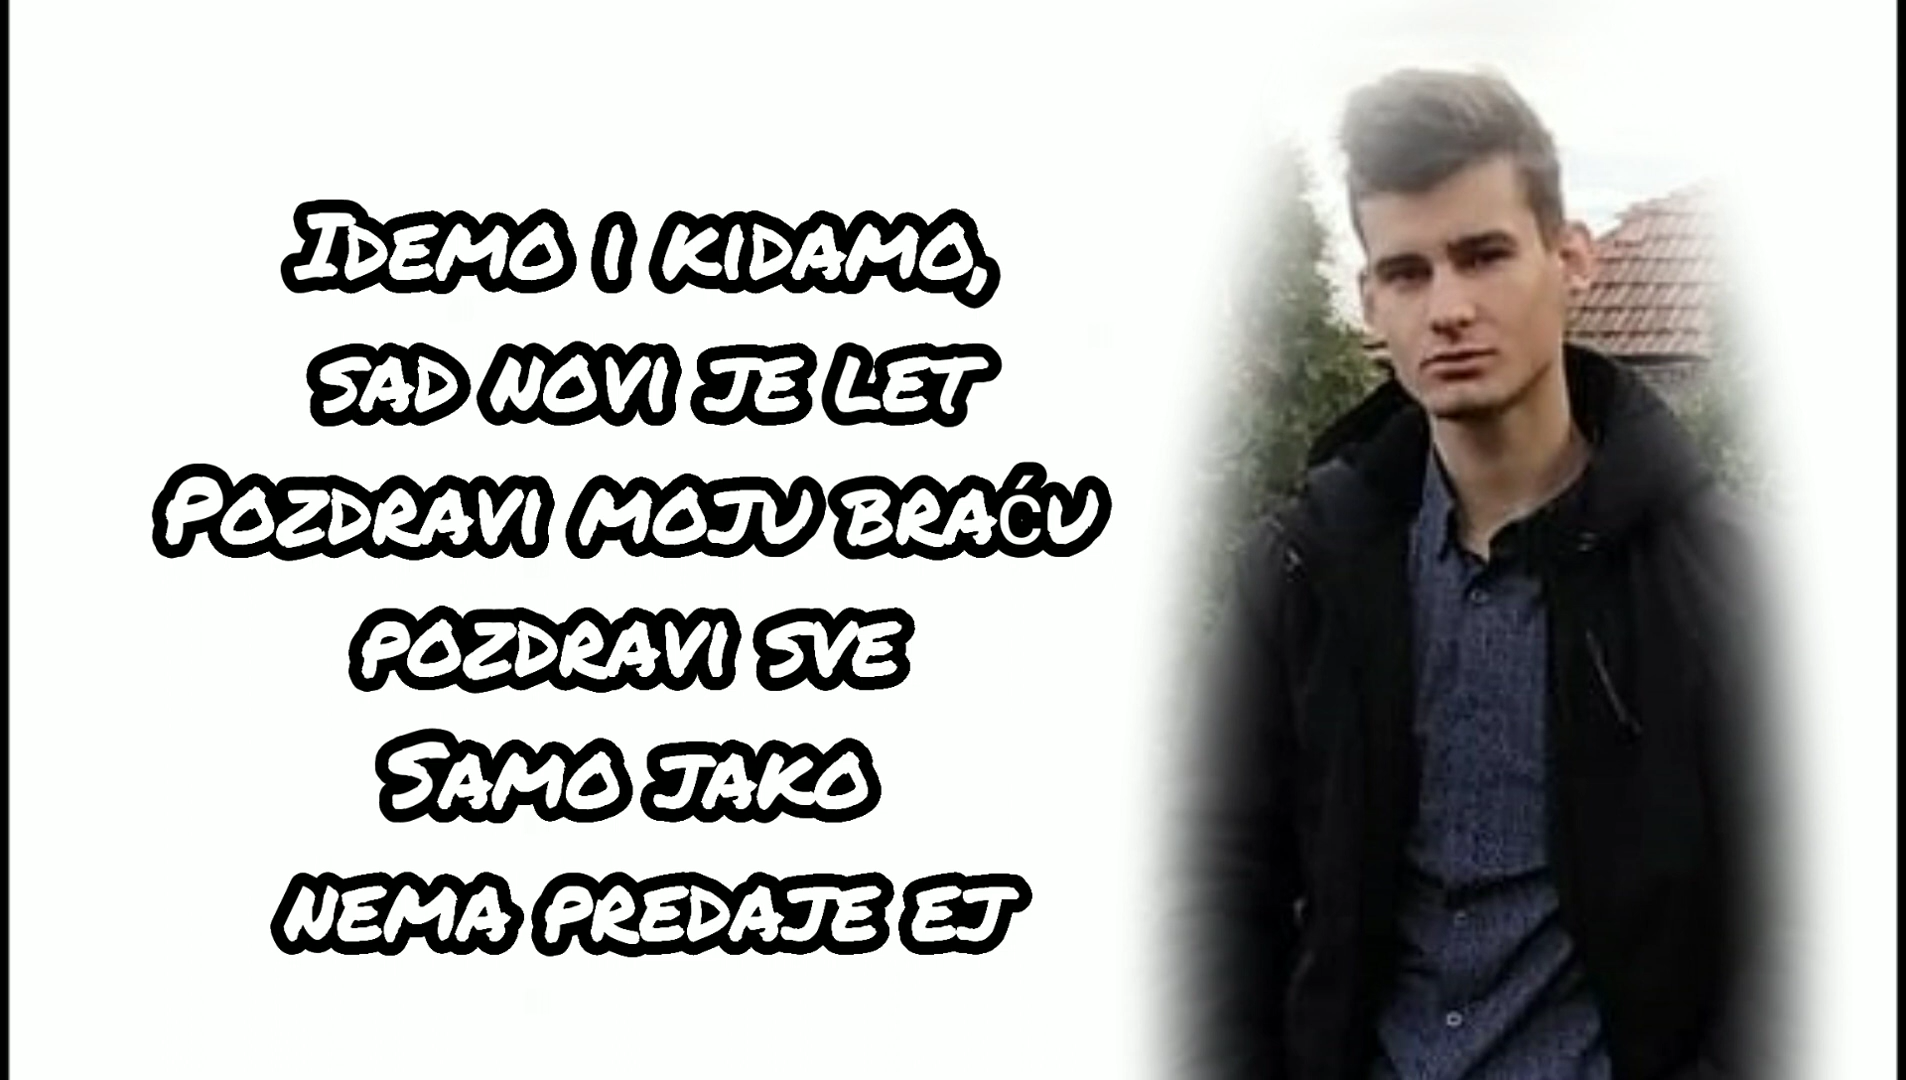 Idemo i kidamo,
sad novi je let
Pozdravi moju braću
pozdravi sve
Samo jako
nema predaje ej